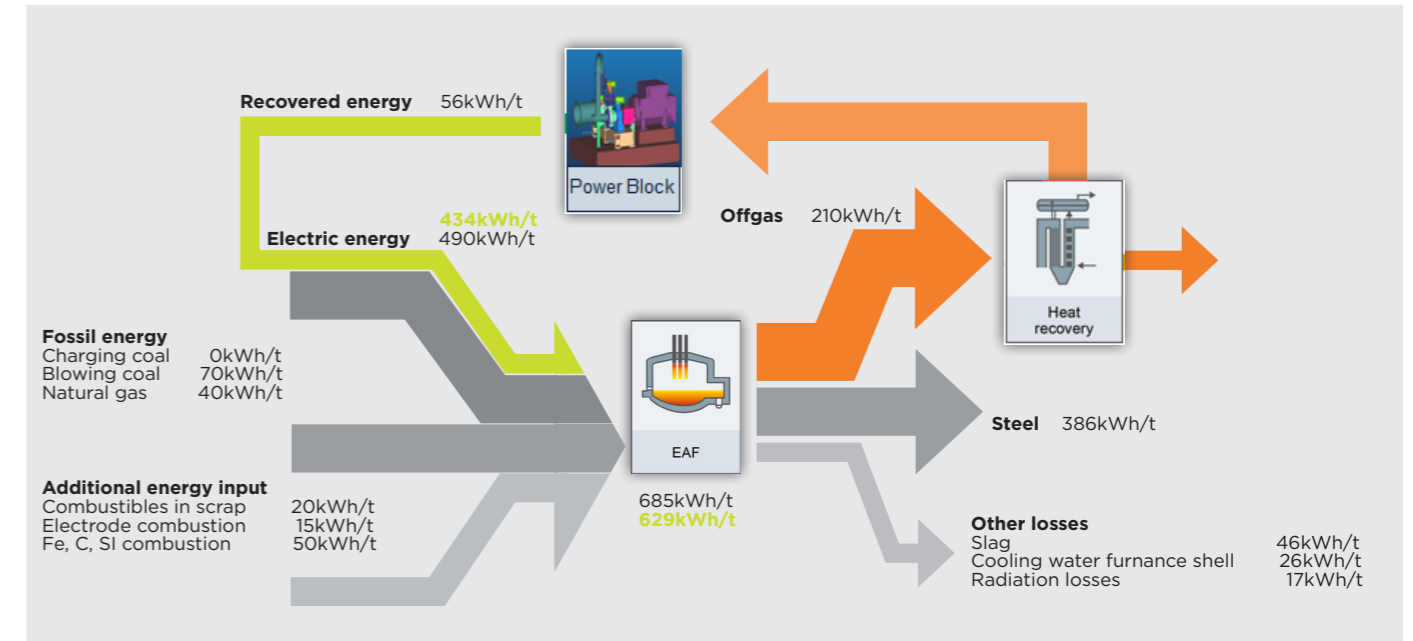 Recovered energy 56kWh/t
Power Block
434kWh/t
Electric energy 490kWh/t
Offgas 210kWh/t
Heat
recovery
Fossil energy
Charging coal 0kWh/t
Blowing coal 70kWh/t
Natural gas 40kWh/t
EAF
Steel 386kWh/t
685kWh/t
629kWh/t
Additional energy input
Combustibles in scrap 20kWh/t
Electrode combustion 15kWh/t
Fe, C, SI combustion 50kWh/t
Other losses
Slag 46kWh/t
Cooling water furnance shell 26kWh/t
Radiation losses 17kWh/t